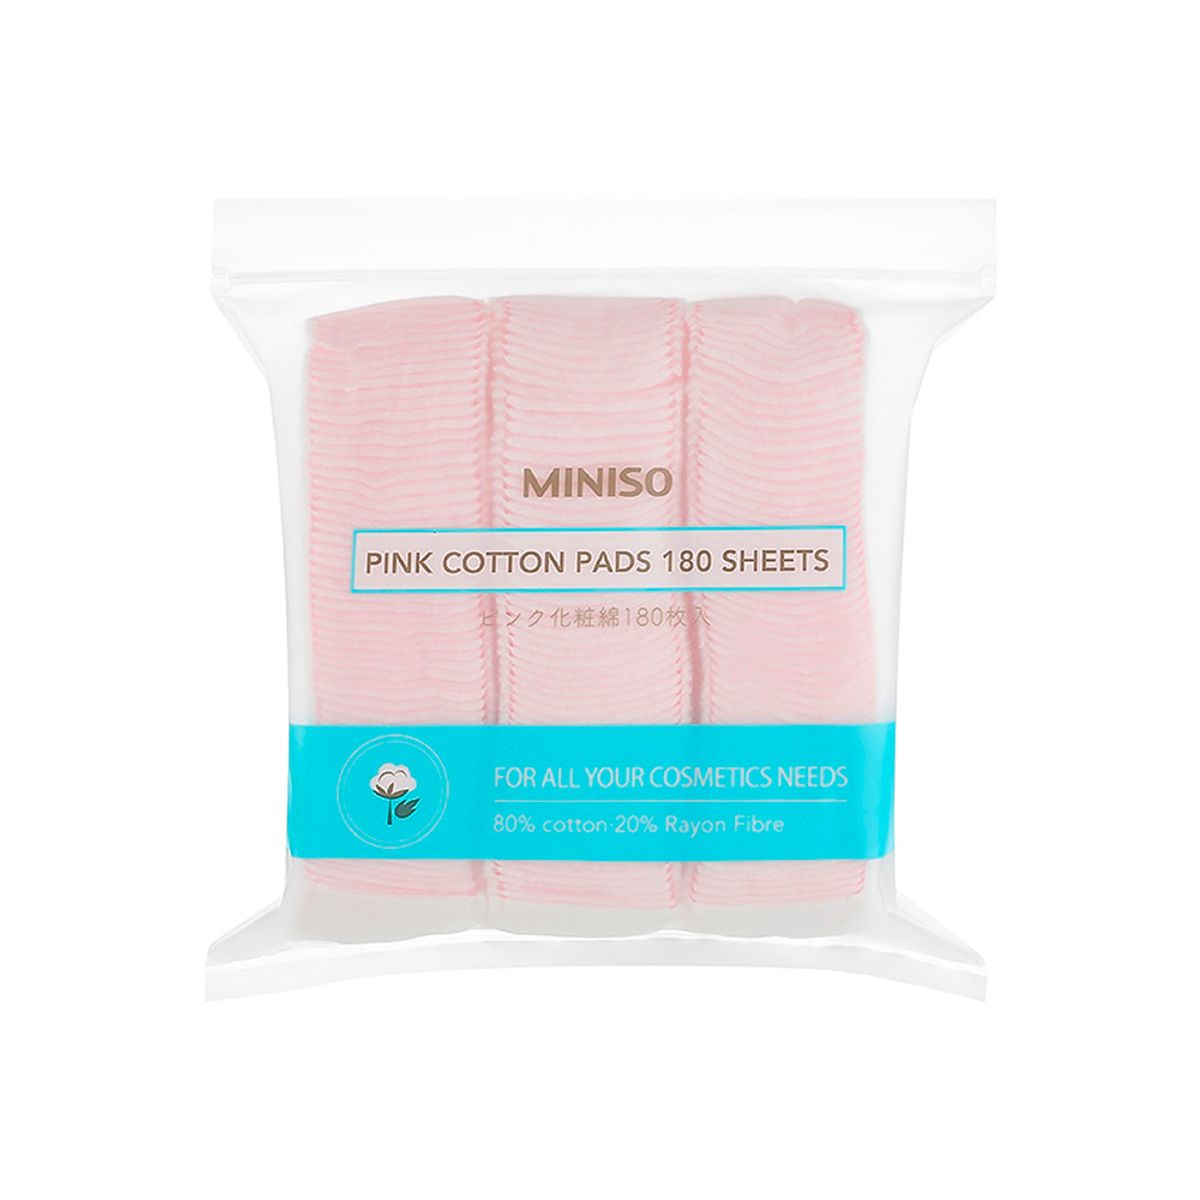 MINISO
PINK COTTON PADS 180 SHEETS
ピンク化粧綿180枚入
FOR ALL YOUR COSMETICS NEEDS
80% cotton·20% Rayon Fibre